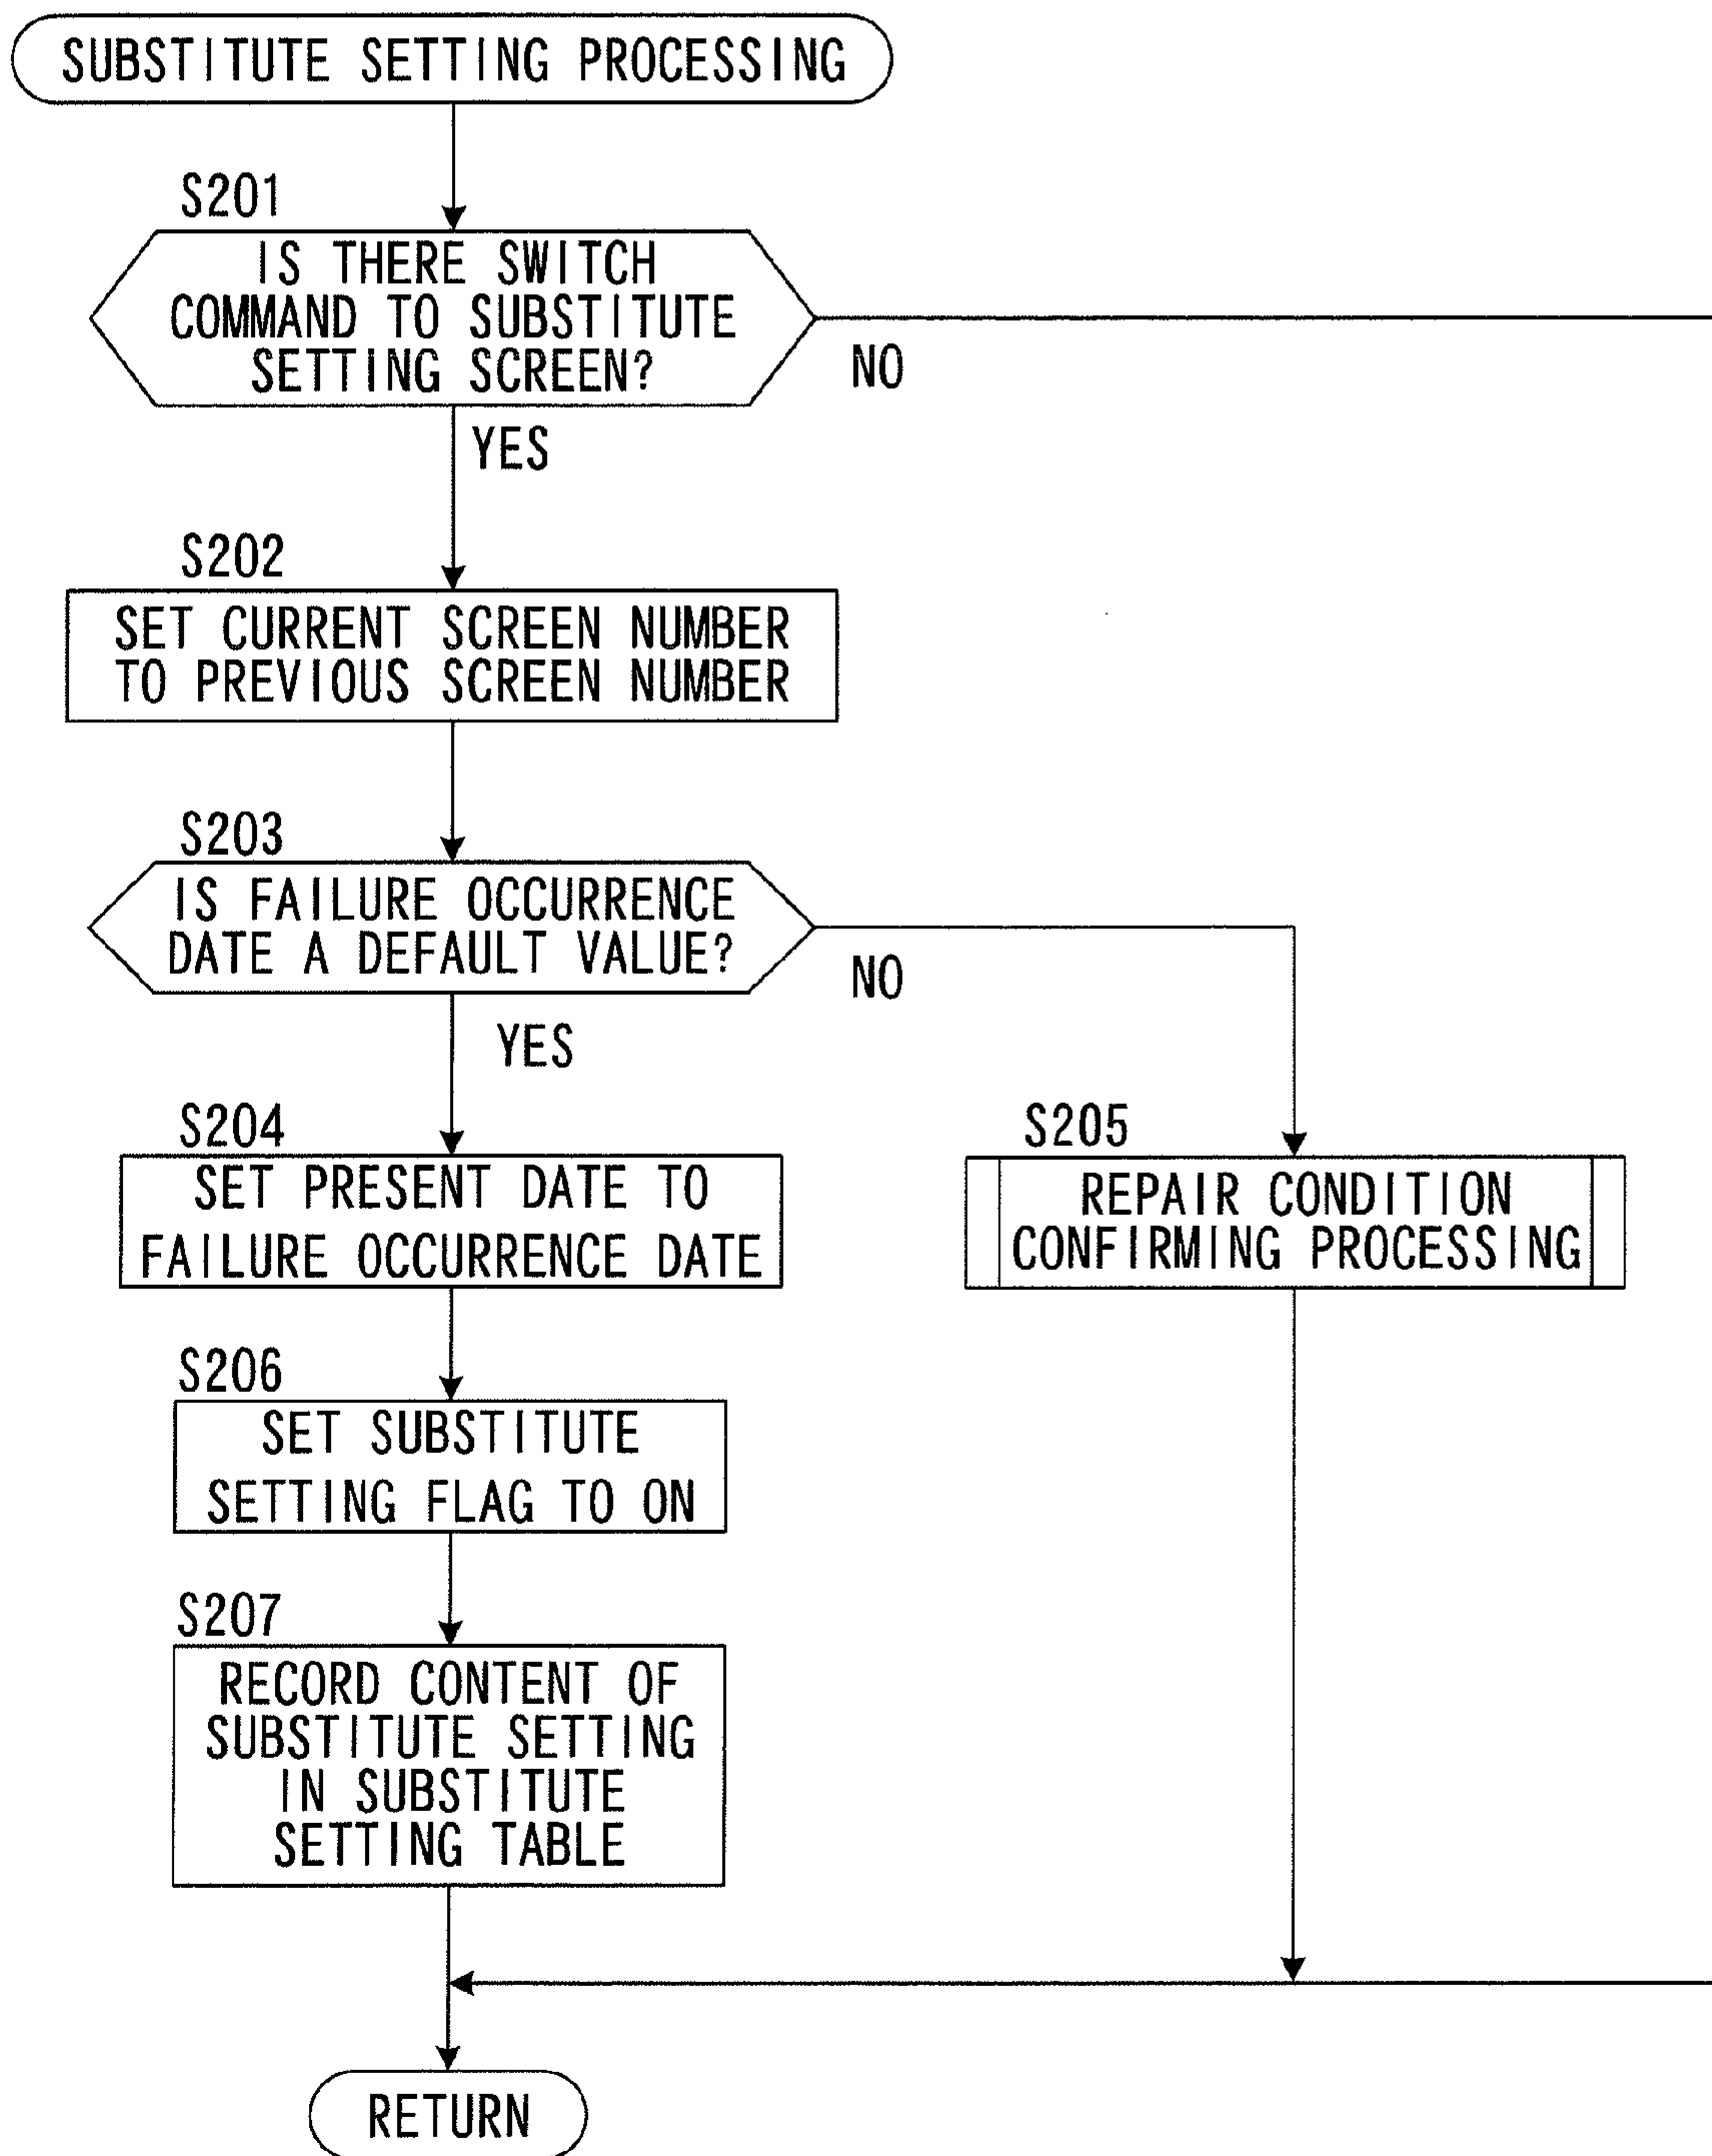 SUBSTITUTE SETTING PROCESSING
S201
IS THERE SWITCH
COMMAND TO SUBSTITUTE
SETTING SCREEN?
NO
YES
S202
SET CURRENT SCREEN NUMBER
TO PREVIOUS SCREEN NUMBER
S203
IS FAILURE OCCURRENCE
DATE A DEFAULT VALUE?
NO
YES
S204
SET PRESENT DATE TO
FAILURE OCCURRENCE DATE
S205
REPAIR CONDITION
CONFIRMING PROCESSING
S206
SET SUBSTITUTE
SETTING FLAG TO ON
S207
RECORD CONTENT OF
SUBSTITUTE SETTING
IN SUBSTITUTE
SETTING TABLE
RETURN